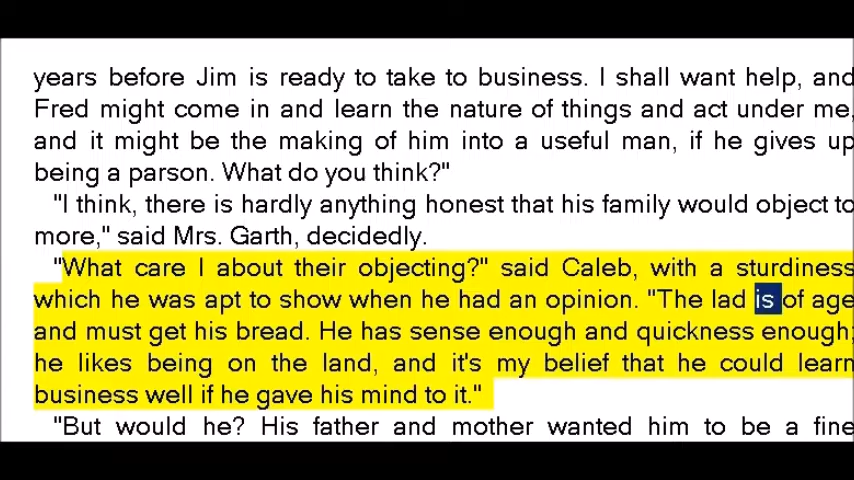 years before Jim is ready to take to business. I shall want help, and
Fred might come in and learn the nature of things and act under me,
and it might be the making of him into a useful man, if he gives up
being a parson. What do you think?"
"I think, there is hardly anything honest that his family would object to
more," said Mrs. Garth, decidedly.
"What care I about their objecting?" said Caleb, with a sturdiness
which he was apt to show when he had an opinion. "The lad is of age
and must get his bread. He has sense enough and quickness enough;
he likes being on the land, and it's my belief that he could learn
business well if he gave his mind to it."
"But would he? His father and mother wanted him to be a fine